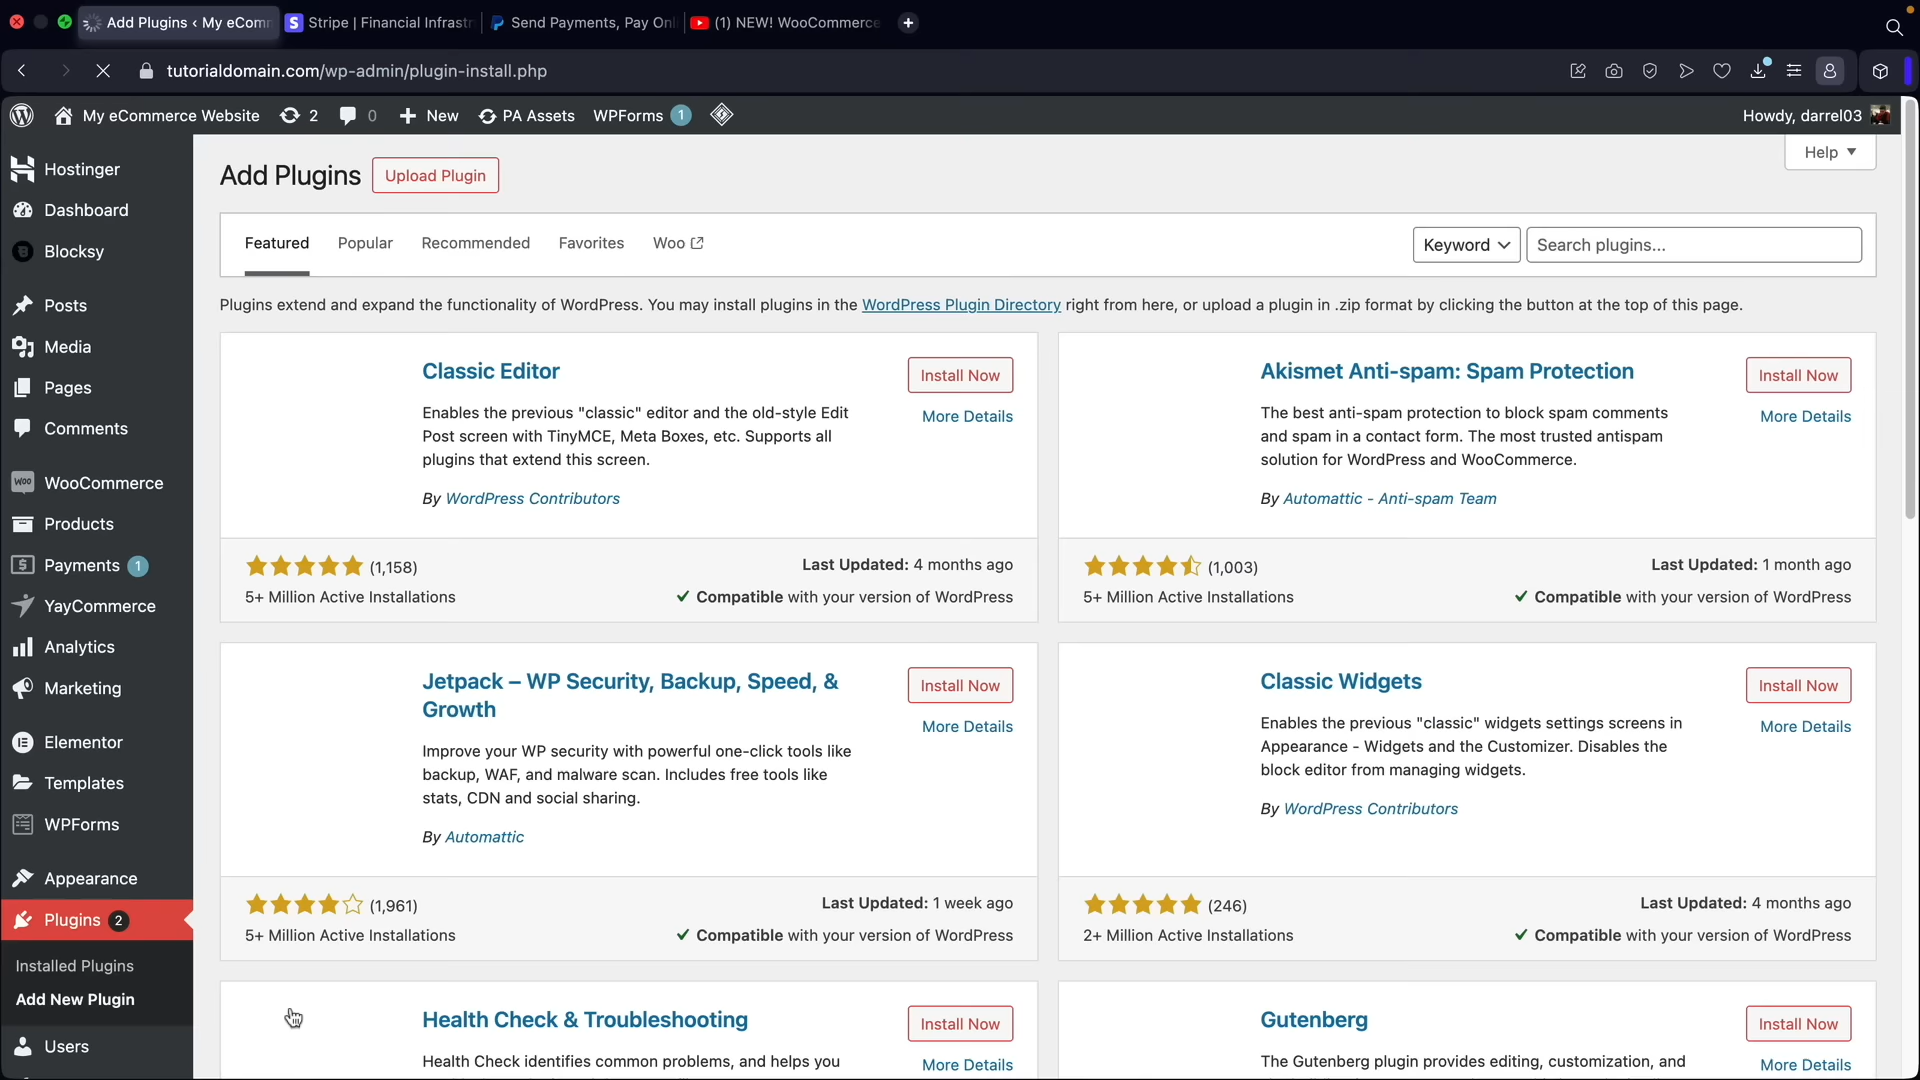 Add Plugins ‹ My eComm
Stripe | Financial Infrastr
Send Payments, Pay Onl
(1) NEW! WooCommerce
tutorialdomain.com/wp-admin/plugin-install.php
My eCommerce Website
2
0
New
PA Assets
WPForms 1
Howdy, darrel03
Hostinger
Dashboard
Blocksy
Posts
Media
Pages
Comments
WooCommerce
Products
Payments 1
YayCommerce
Analytics
Marketing
Elementor
Templates
WPForms
Appearance
Plugins 2
Installed Plugins
Add New Plugin
Users
Help
Add Plugins
Upload Plugin
Featured
Popular
Recommended
Favorites
Woo
Keyword
Search plugins...
Plugins extend and expand the functionality of WordPress. You may install plugins in the WordPress Plugin Directory right from here, or upload a plugin in .zip format by clicking the button at the top of this page.
Classic Editor
Install Now
More Details
Enables the previous "classic" editor and the old-style Edit
Post screen with TinyMCE, Meta Boxes, etc. Supports all
plugins that extend this screen.
By WordPress Contributors
(1,158)
5+ Million Active Installations
Last Updated: 4 months ago
Compatible with your version of WordPress
Akismet Anti-spam: Spam Protection
Install Now
More Details
The best anti-spam protection to block spam comments
and spam in a contact form. The most trusted antispam
solution for WordPress and WooCommerce.
By Automattic - Anti-spam Team
(1,003)
5+ Million Active Installations
Last Updated: 1 month ago
Compatible with your version of WordPress
Jetpack – WP Security, Backup, Speed, &
Growth
Install Now
More Details
Improve your WP security with powerful one-click tools like
backup, WAF, and malware scan. Includes free tools like
stats, CDN and social sharing.
By Automattic
(1,961)
5+ Million Active Installations
Last Updated: 1 week ago
Compatible with your version of WordPress
Classic Widgets
Install Now
More Details
Enables the previous "classic" widgets settings screens in
Appearance - Widgets and the Customizer. Disables the
block editor from managing widgets.
By WordPress Contributors
(246)
2+ Million Active Installations
Last Updated: 4 months ago
Compatible with your version of WordPress
Health Check & Troubleshooting
Install Now
More Details
Health Check identifies common problems, and helps you
Gutenberg
Install Now
More Details
The Gutenberg plugin provides editing, customization, and